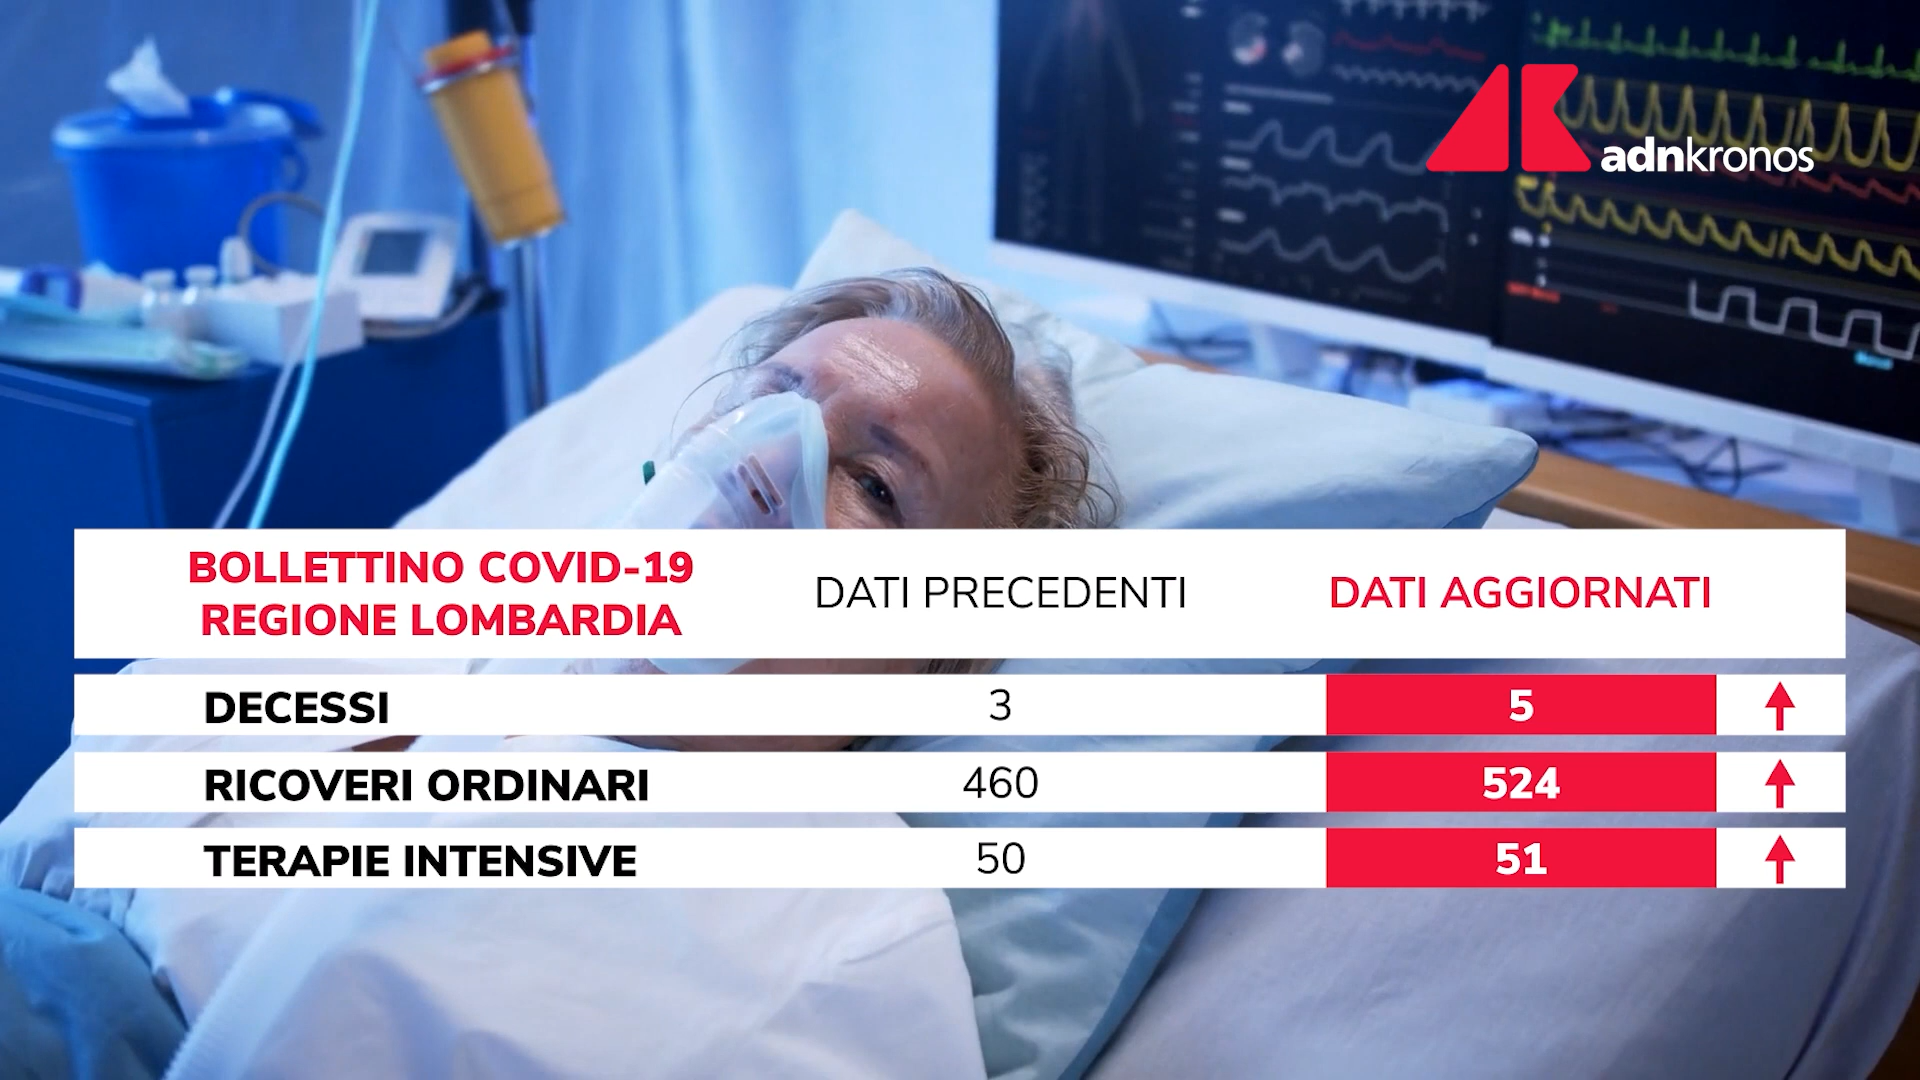 adnkronos
BOLLETTINO COVID-19
REGIONE LOMBARDIA
DATI PRECEDENTI
DATI AGGIORNATI
DECESSI 3 5
RICOVERI ORDINARI 460 524
TERAPIE INTENSIVE 50 51